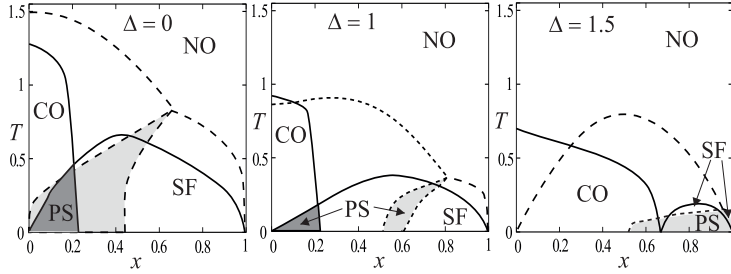 Δ = 0
NO
CO
PS
SF
T
1.5
1
0.5
0
0
0.2
0.4
0.6
0.8
1
x
Δ = 1
NO
CO
PS
SF
T
1.5
1
0.5
0
0
0.2
0.4
0.6
0.8
1
x
Δ = 1.5
NO
SF
CO
PS
T
1.5
1
0.5
0
0
0.2
0.4
0.6
0.8
1
x